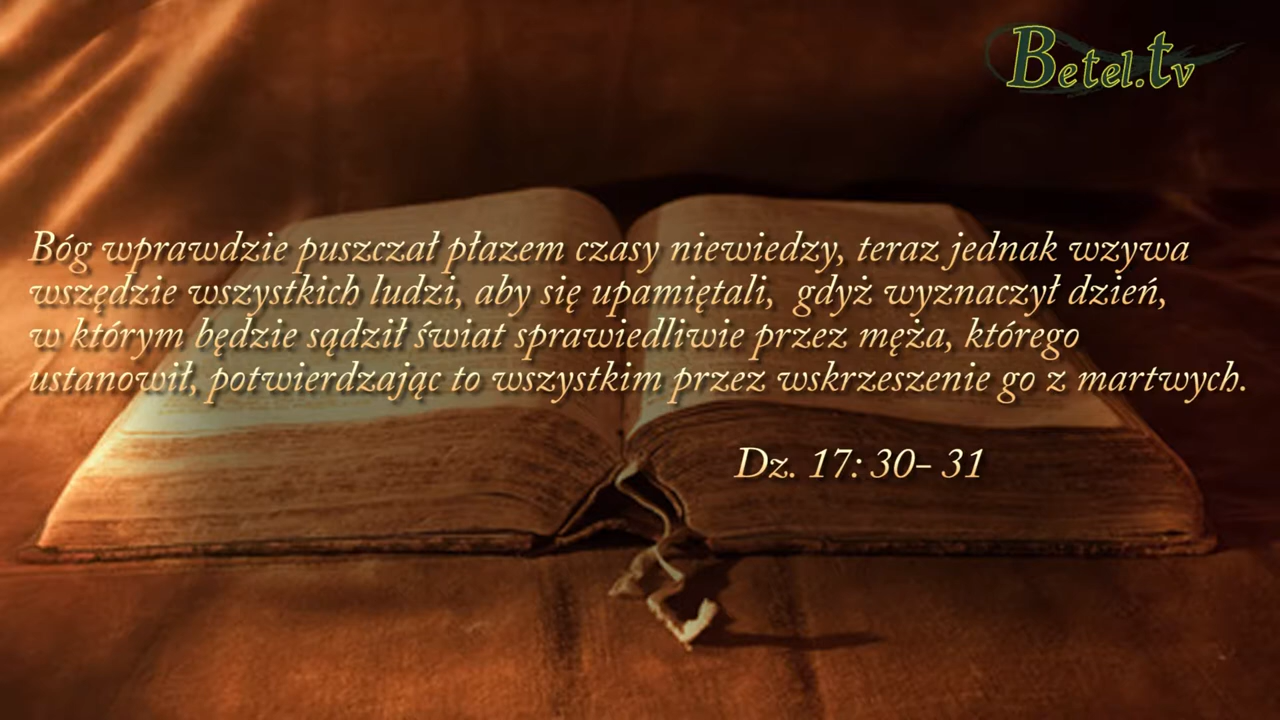 Betel.tv
Bóg wprawdzie puszczał płazem czasy niewiedzy, teraz jednak wzywa
wszędzie wszystkich ludzi, aby się upamiętali, gdyż wyznaczył dzień,
w którym będzie sądził świat sprawiedliwie przez męża, którego
ustanowił, potwierdzając to wszystkim przez wskrzeszenie go z martwych.
Dz. 17: 30– 31